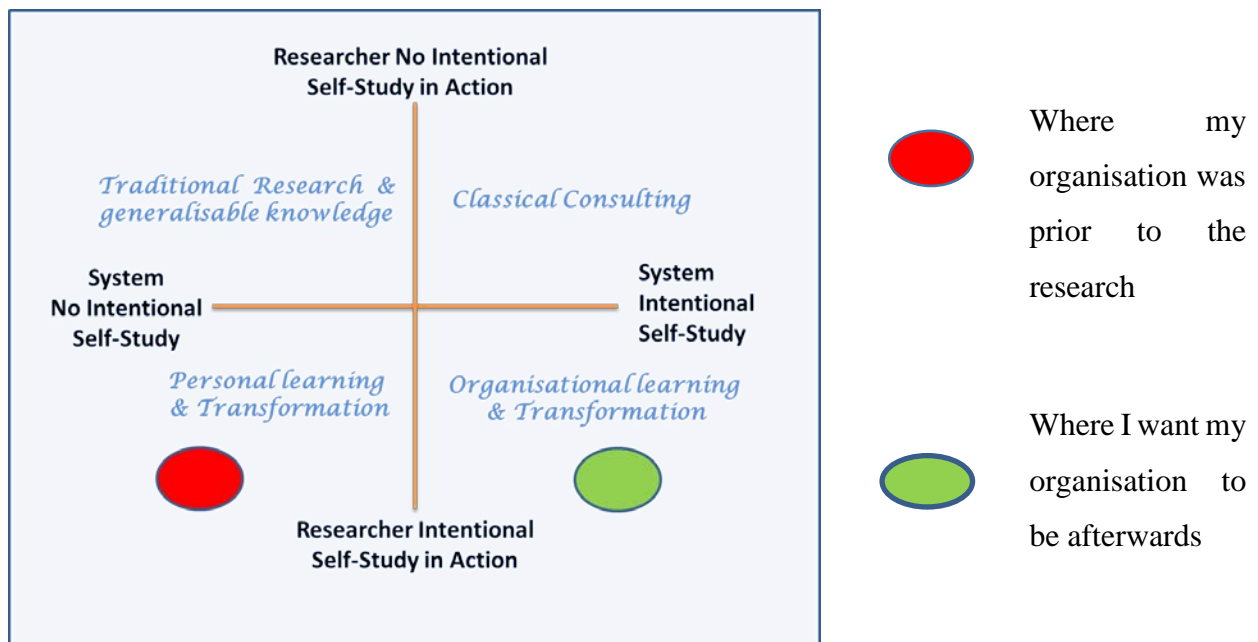 Researcher No Intentional
Self-Study in Action
Traditional Research &
generalisable knowledge
Classical Consulting
System
No Intentional
Self-Study
System
Intentional
Self-Study
Personal learning
& Transformation
Organisational learning
& Transformation
Researcher Intentional
Self-Study in Action
Where my
organisation was
prior to the
research
Where I want my
organisation to
be afterwards